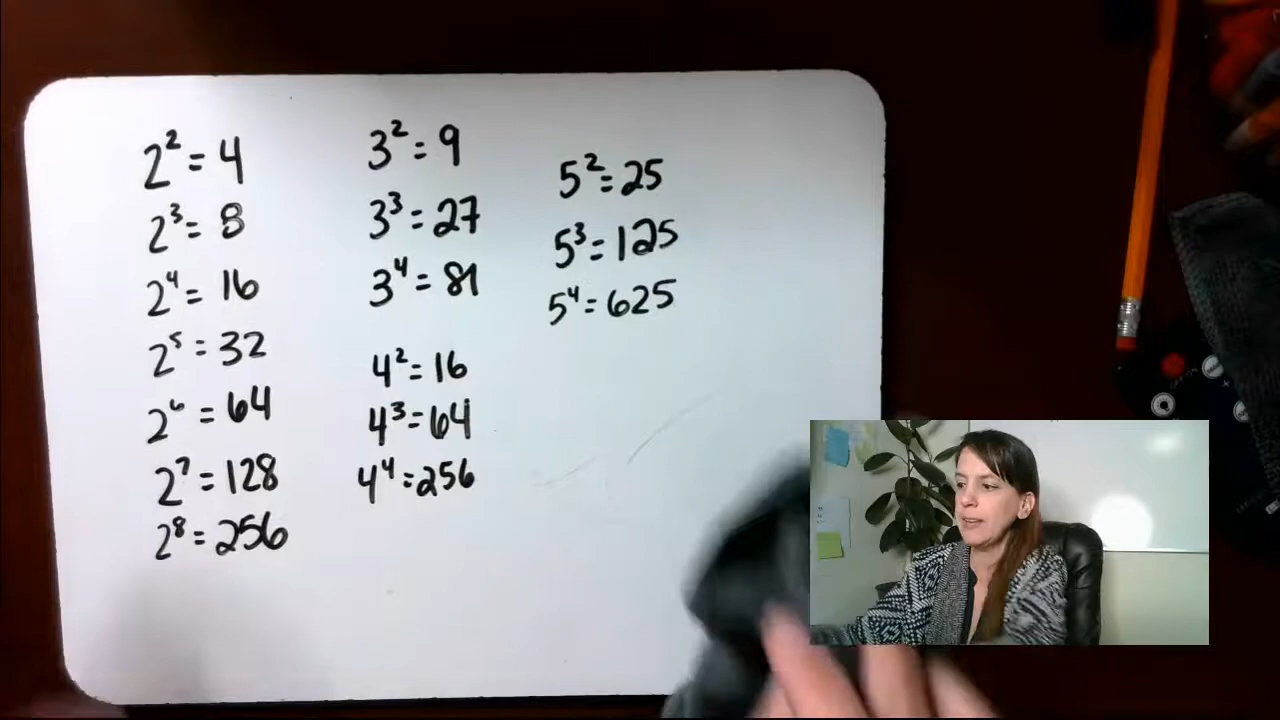 2² = 4
2³ = 8
2⁴ = 16
2⁵ = 32
2⁶ = 64
2⁷ = 128
2⁸ = 256
3² = 9
3³ = 27
3⁴ = 81
4² = 16
4³ = 64
4⁴ = 256
5² = 25
5³ = 125
5⁴ = 625